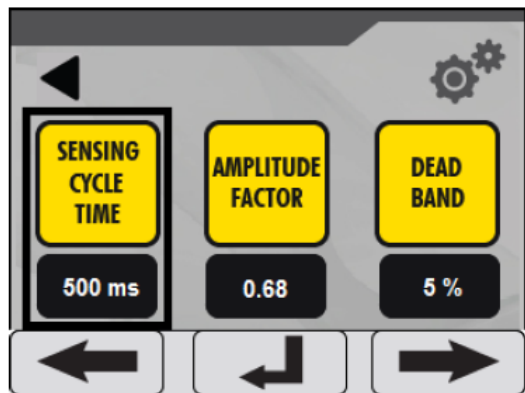 SENSING
CYCLE
TIME
AMPLITUDE
FACTOR
DEAD
BAND
500 ms
0.68
5 %